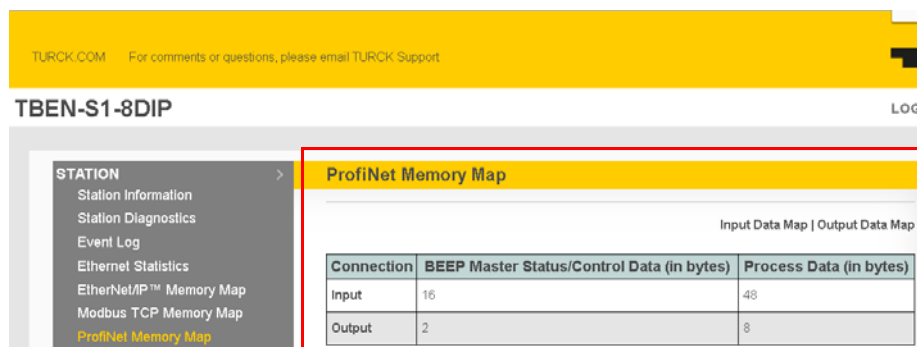 TURCK.COM For comments or questions, please email TURCK Support
TBEN-S1-8DIP
STATION >
Station Information
Station Diagnostics
Event Log
Ethernet Statistics
EtherNet/IP™ Memory Map
Modbus TCP Memory Map
ProfiNet Memory Map
ProfiNet Memory Map
Input Data Map | Output Data Map
Connection BEEP Master Status/Control Data (in bytes) Process Data (in bytes)
Input 16 48
Output 2 8